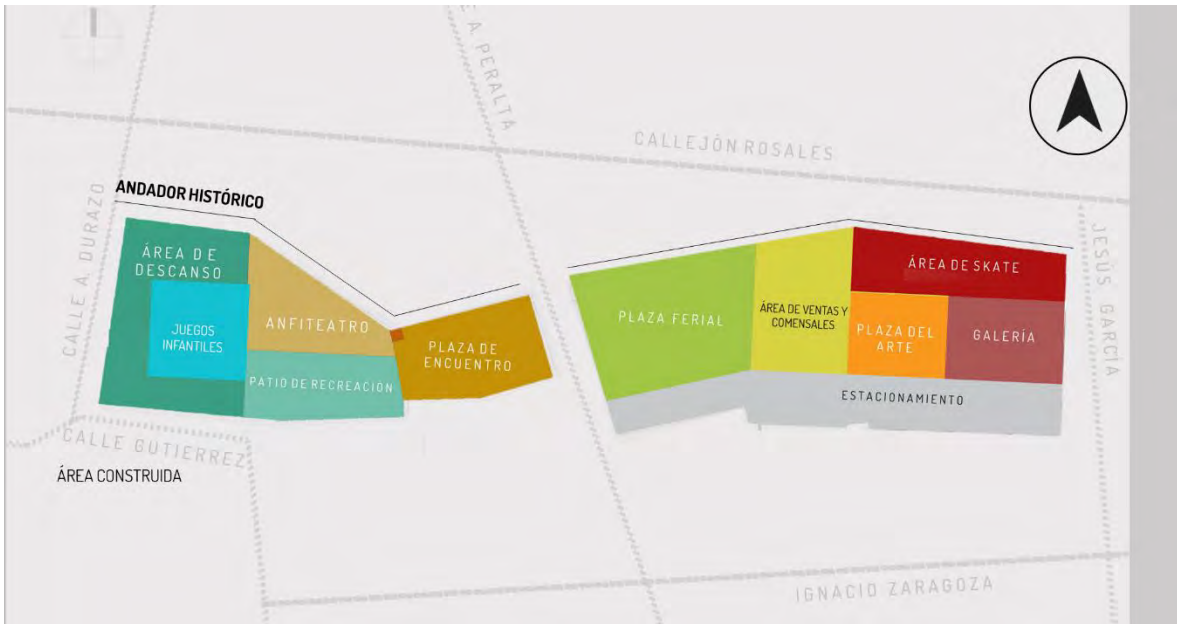 E A. PERALTA
CALLEJÓN ROSALES
ANDADOR HISTÓRICO
CALLE A. DURAZO
ÁREA DE
DESCANSO
JUEGOS
INFANTILES
ANFITEATRO
PATIO DE RECREACIÓN
PLAZA DE
ENCUENTRO
PLAZA FERIAL
ÁREA DE VENTAS Y
COMENSALES
ÁREA DE SKATE
PLAZA DEL
ARTE
GALERÍA
ESTACIONAMIENTO
JESÚS GARCÍA
CALLE GUTIERREZ
ÁREA CONSTRUIDA
IGNACIO ZARAGOZA